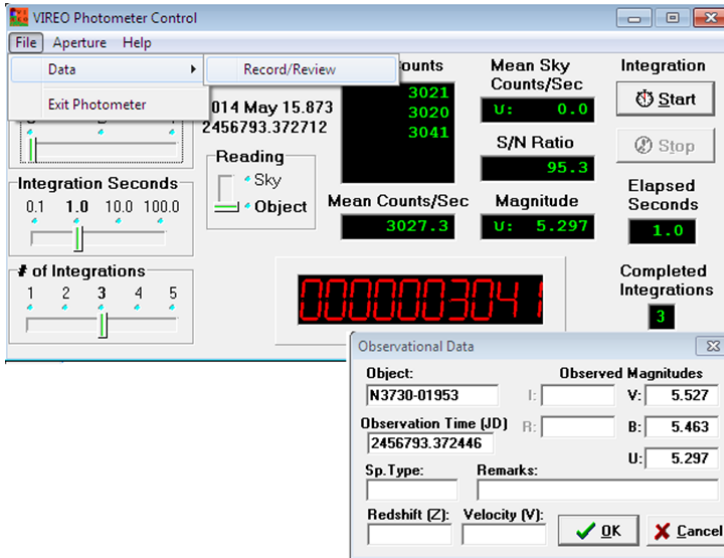 VIREO Photometer Control
File Aperture Help
Data Record/Review
Exit Photometer
014 May 15.873
2456793.372712
Reading
Sky
Object
ounts
3021
3020
3041
Mean Counts/Sec
3027.3
Mean Sky
Counts/Sec
U: 0.0
S/N Ratio
95.3
Magnitude
U: 5.297
Integration
Start
Stop
Elapsed
Seconds
1.0
Completed
Integrations
3
Integration Seconds
0.1 1.0 10.0 100.0
# of Integrations
1 2 3 4 5
0000003041
Observational Data
Object: Observed Magnitudes
N3730-01953 I: V: 5.527
Observation Time (JD) R: B: 5.463
2456793.372446
U: 5.297
Sp.Type: Remarks:
Redshift (Z): Velocity (V):
OK Cancel